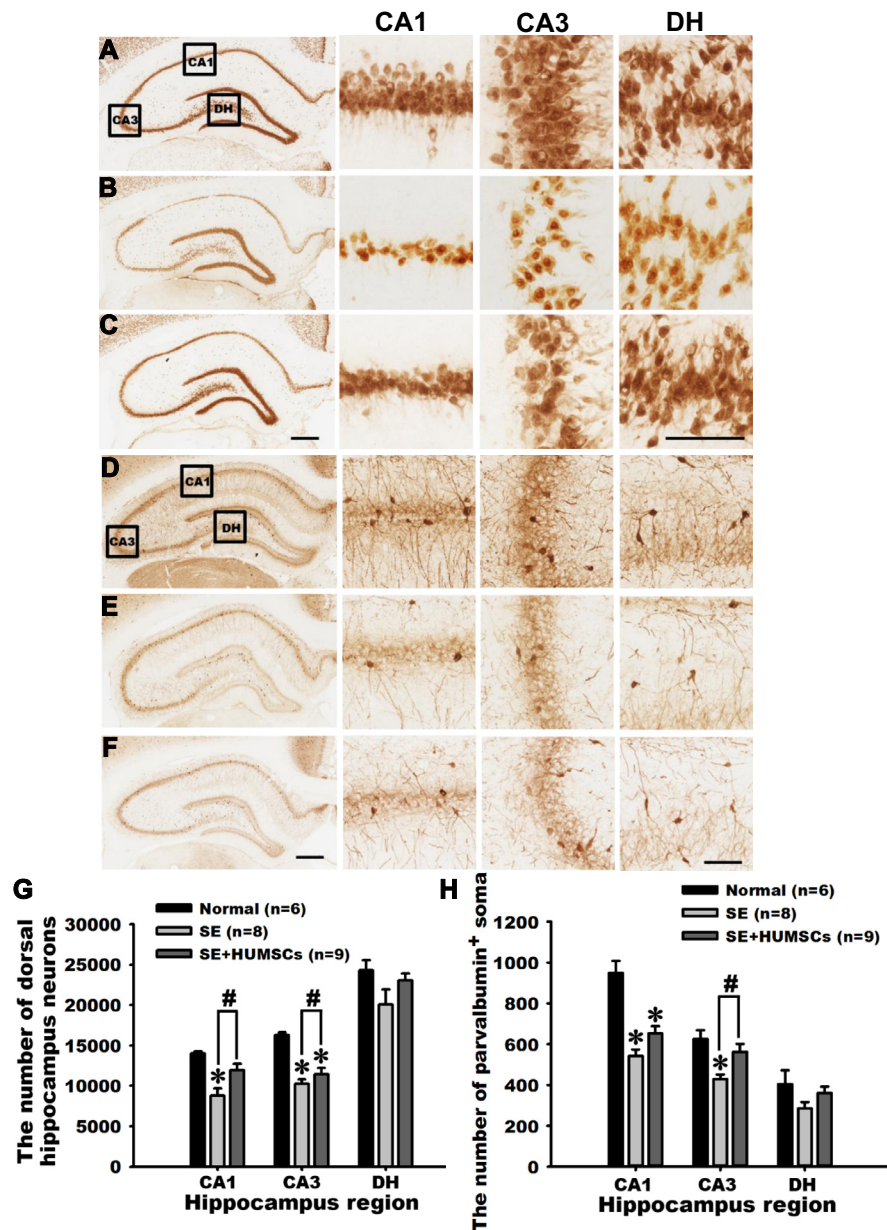 CA1 CA3 DH
A
CA1
DH
CA3
B
C
D
CA1
DH
CA3
E
F
G
Normal (n=6)
SE (n=8)
SE+HUMSCs (n=9)
The number of dorsal
hippocampus neurons
30000
25000
20000
15000
10000
5000
0
#
#
*
*
*
CA1 CA3 DH
Hippocampus region
H
Normal (n=6)
SE (n=8)
SE+HUMSCs (n=9)
The number of parvalbumin+ soma
1200
1000
800
600
400
200
0
#
*
*
*
CA1 CA3 DH
Hippocampus region